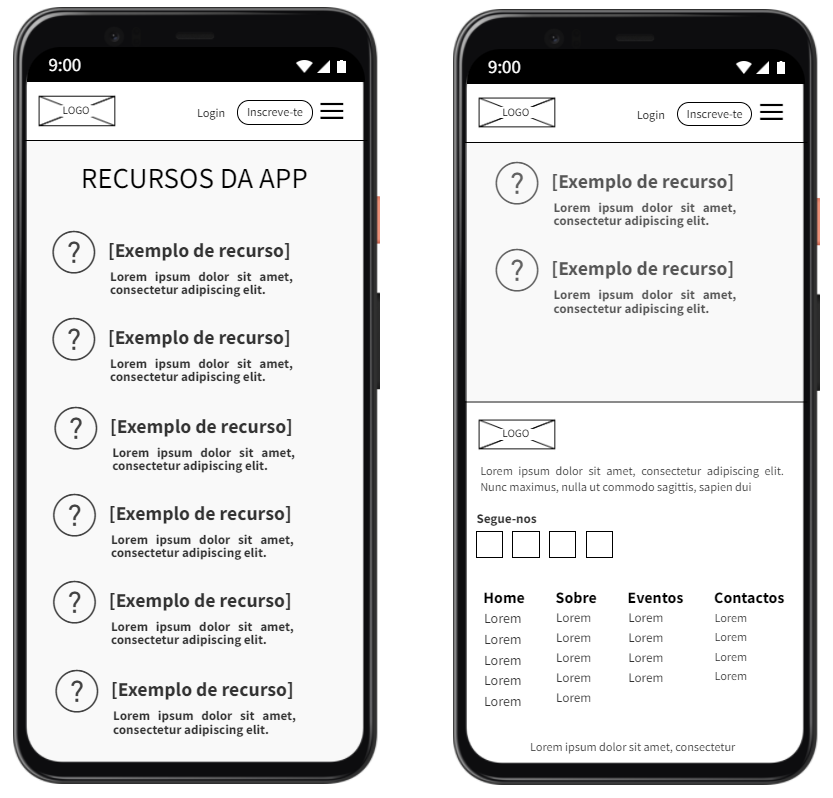 9:00
LOGO
Login
Inscreve-te
RECURSOS DA APP
?
[Exemplo de recurso]
Lorem ipsum dolor sit amet,
consectetur adipiscing elit.
?
[Exemplo de recurso]
Lorem ipsum dolor sit amet,
consectetur adipiscing elit.
?
[Exemplo de recurso]
Lorem ipsum dolor sit amet,
consectetur adipiscing elit.
?
[Exemplo de recurso]
Lorem ipsum dolor sit amet,
consectetur adipiscing elit.
?
[Exemplo de recurso]
Lorem ipsum dolor sit amet,
consectetur adipiscing elit.
?
[Exemplo de recurso]
Lorem ipsum dolor sit amet,
consectetur adipiscing elit.
9:00
LOGO
Login
Inscreve-te
?
[Exemplo de recurso]
Lorem ipsum dolor sit amet,
consectetur adipiscing elit.
?
[Exemplo de recurso]
Lorem ipsum dolor sit amet,
consectetur adipiscing elit.
LOGO
Lorem ipsum dolor sit amet, consectetur adipiscing elit.
Nunc maximus, nulla ut commodo sagittis, sapien dui
Segue-nos
Home
Lorem
Lorem
Lorem
Lorem
Lorem
Sobre
Lorem
Lorem
Lorem
Lorem
Lorem
Eventos
Lorem
Lorem
Lorem
Lorem
Contactos
Lorem
Lorem
Lorem
Lorem
Lorem ipsum dolor sit amet, consectetur